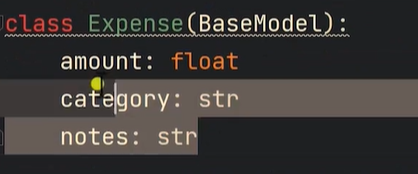 class Expense(BaseModel):
    amount: float
    category: str
    notes: str